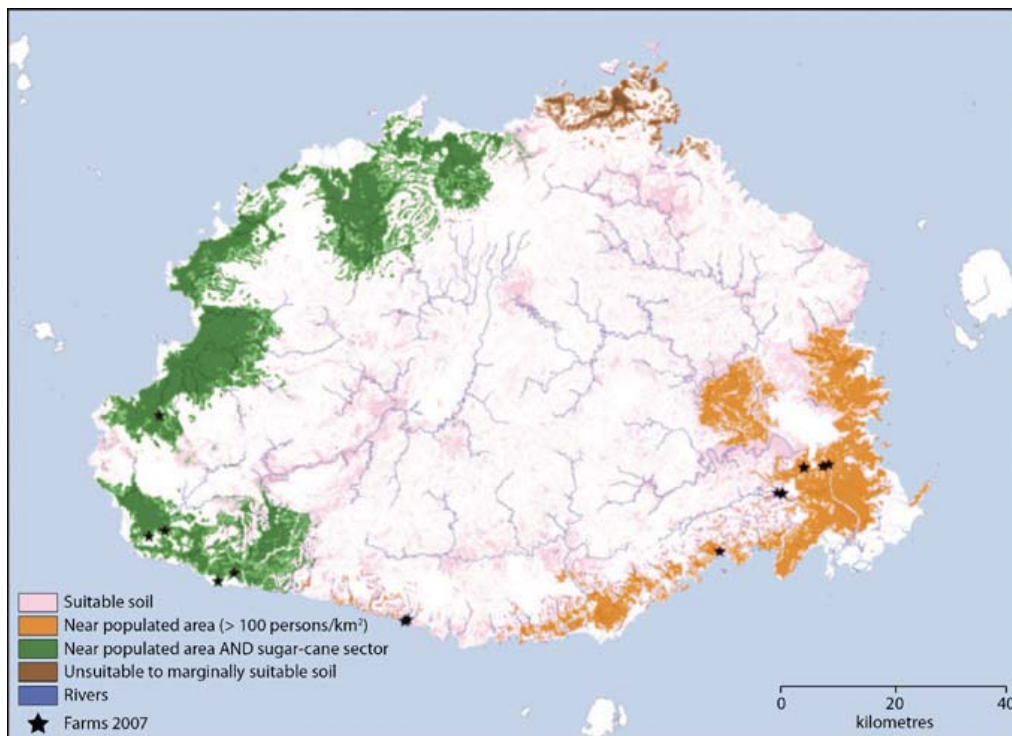 Suitable soil
Near populated area (> 100 persons/km²)
Near populated area AND sugar-cane sector
Unsuitable to marginally suitable soil
Rivers
Farms 2007
0 20 40
kilometres